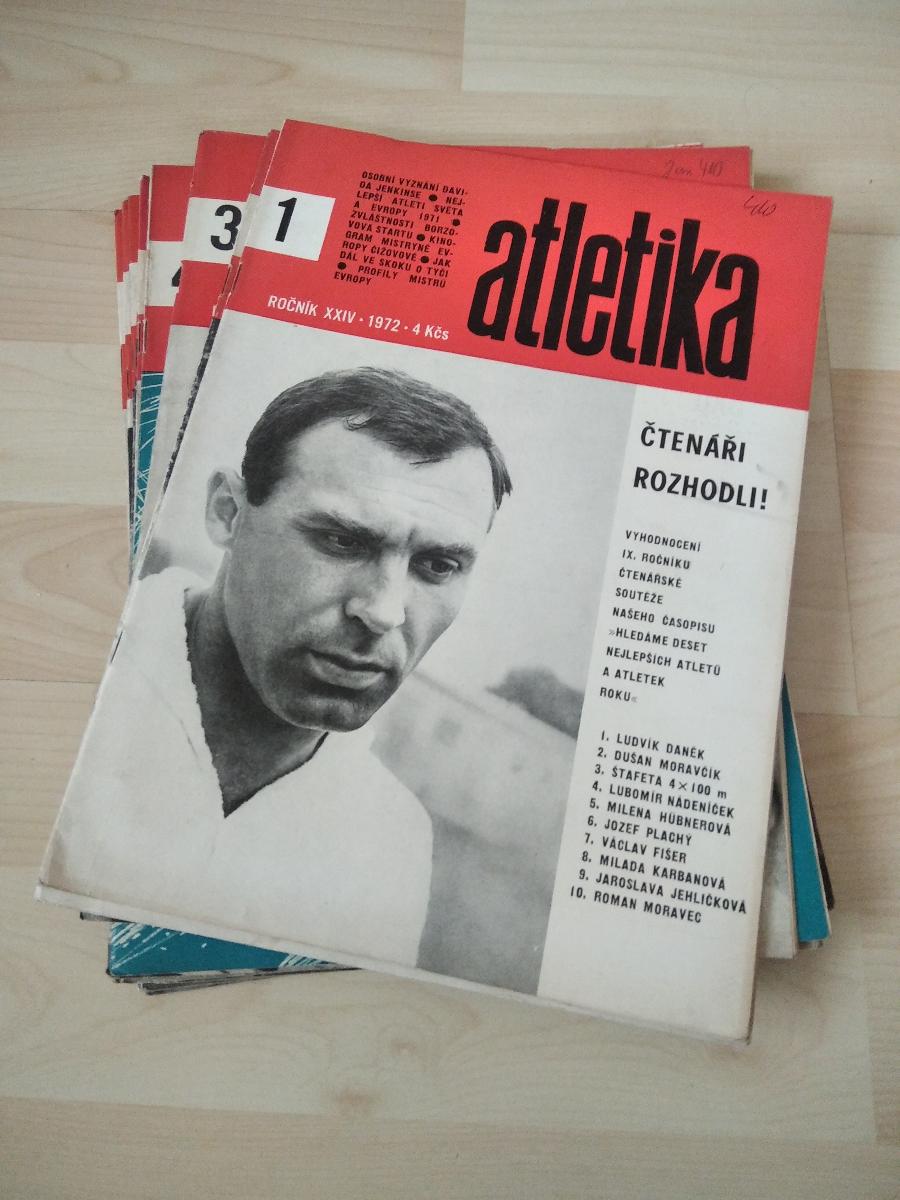 3
1
OSOBNÍ VYZNÁNÍ DAVI-
DA JENKINSE ● NEJ-
LEPŠÍ ATLETI SVĚTA
A EVROPY 1971 ●
ZVLÁŠTNOSTI BORZO-
VOVA STARTU ● KINO-
GRAM MISTRYNĚ EV-
ROPY ČIŽOVOVÉ ● JAK
DÁL VE SKOKU O TYČI
● PROFILY MISTRŮ
EVROPY
atletika
ROČNÍK XXIV · 1972 · 4 Kčs
ČTENÁŘI
ROZHODLI!
VYHODNOCENÍ
IX. ROČNÍKU
ČTENÁŘSKÉ
SOUTĚŽE
NAŠEHO ČASOPISU
»HLEDÁME DESET
NEJLEPŠÍCH ATLETŮ
A ATLETEK
ROKU«
1. LUDVÍK DANĚK
2. DUŠAN MORAVČÍK
3. ŠTAFETA 4×100 m
4. LUBOMÍR NÁDENÍČEK
5. MILENA HÜBNEROVÁ
6. JOZEF PLACHÝ
7. VÁCLAV FIŠER
8. MILADA KARBANOVÁ
9. JAROSLAVA JEHLIČKOVÁ
10. ROMAN MORAVEC